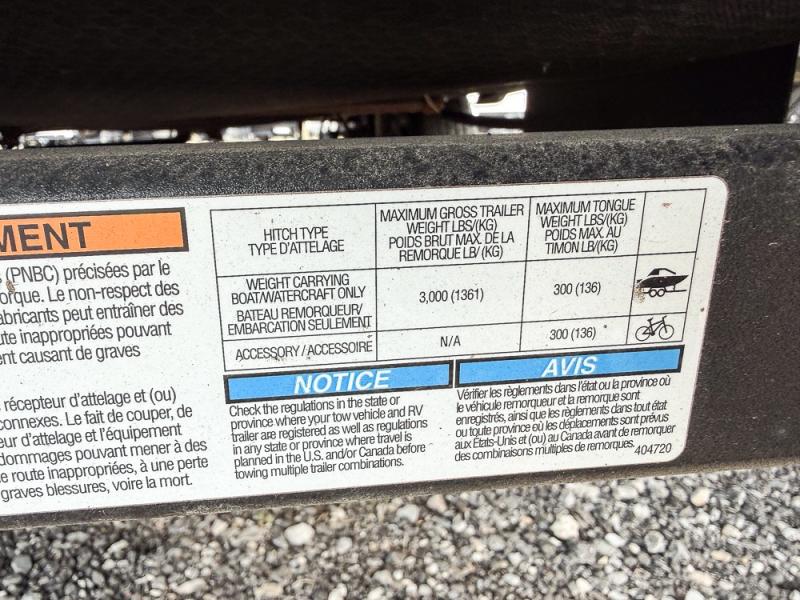 MENT
(PNBC) précisées par le
orque. Le non-respect des
abricants peut entraîner des
ute inappropriées pouvant
ent causant de graves
récepteur d'attelage et (ou)
connexes. Le fait de couper, de
eur d'attelage et l'équipement
dommages pouvant mener à des
e route inappropriées, à une perte
graves blessures, voire la mort.
HITCH TYPE
TYPE D'ATTELAGE
MAXIMUM GROSS TRAILER
WEIGHT LBS/(KG)
POIDS BRUT MAX. DE LA
REMORQUE LB/ (KG)
MAXIMUM TONGUE
WEIGHT LBS/(KG)
POIDS MAX. AU
TIMON LB/(KG)
WEIGHT CARRYING
BOAT/WATERCRAFT ONLY
BATEAU REMORQUEUR/
EMBARCATION SEULEMENT
3,000 (1361)
300 (136)
ACCESSORY / ACCESSOIRE
N/A
300 (136)
NOTICE
Check the regulations in the state or
province where your tow vehicle and RV
trailer are registered as well as regulations
in any state or province where travel is
planned in the U.S. and/or Canada before
towing multiple trailer combinations.
AVIS
Vérifier les règlements dans l'état ou la province où
le véhicule remorqueur et la remorque sont
enregistrés, ainsi que les règlements dans tout état
ou toute province où les déplacements sont prévus
aux États-Unis et (ou) au Canada avant de remorquer
des combinaisons multiples de remorques.
404720